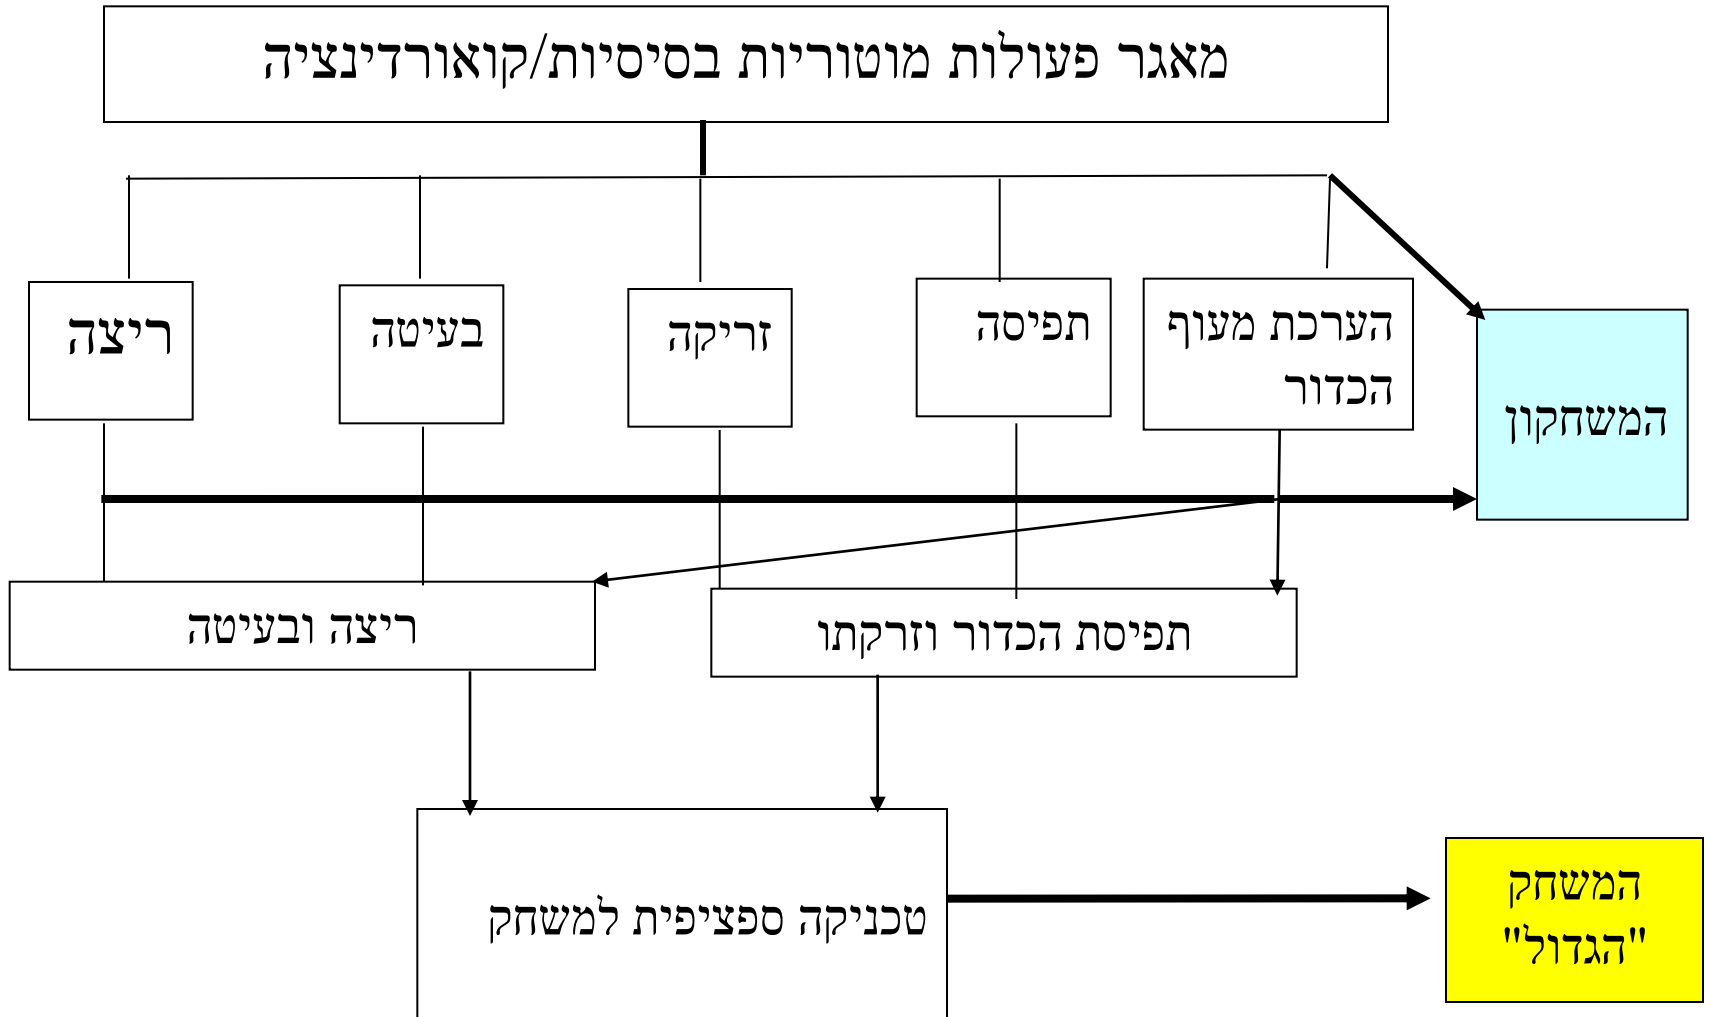 מאגר פעולות מוטוריות בסיסיות/קואורדינציה
הערכת מעוף
הכדור
תפיסה
זריקה
בעיטה
ריצה
המשחקון
תפיסת הכדור וזרקתו
ריצה ובעיטה
טכניקה ספציפית למשחק
המשחק
"הגדול"